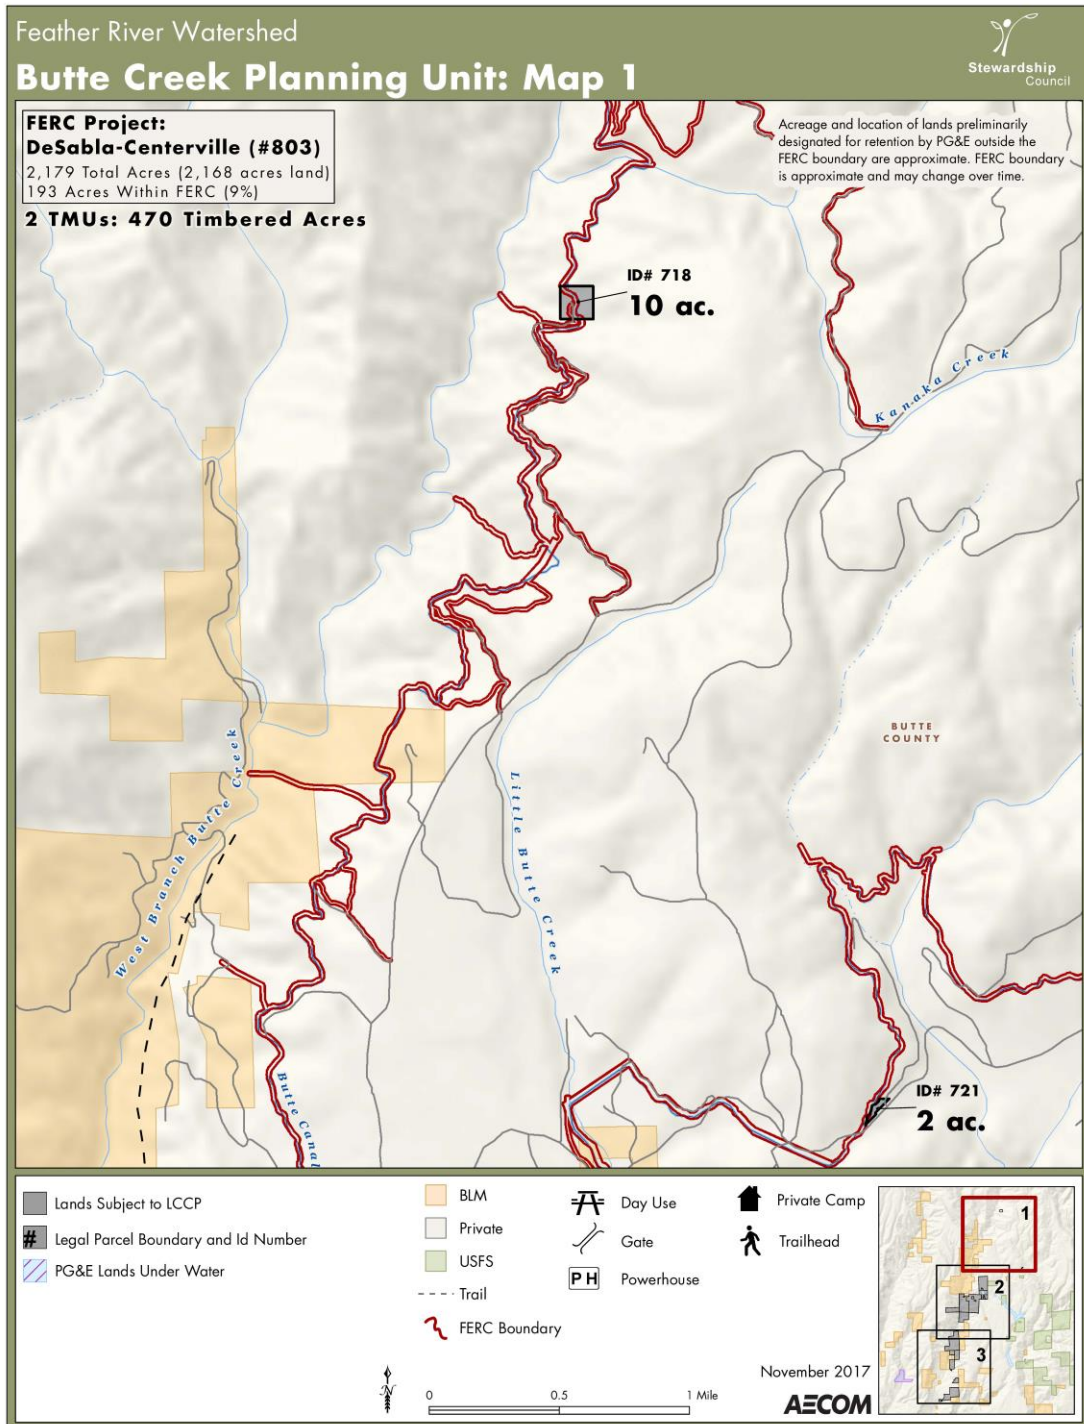 Feather River Watershed
Butte Creek Planning Unit: Map 1
Stewardship
Council
FERC Project:
DeSabla-Centerville (#803)
2,179 Total Acres (2,168 acres land)
193 Acres Within FERC (9%)
2 TMUs: 470 Timbered Acres
Acreage and location of lands preliminarily
designated for retention by PG&E outside the
FERC boundary are approximate. FERC boundary
is approximate and may change over time.
ID# 718
10 ac.
Kanaka Creek
BUTTE
COUNTY
West Branch Butte Creek
Little Butte Creek
Butte Canal
ID# 721
2 ac.
Lands Subject to LCCP
# Legal Parcel Boundary and Id Number
PG&E Lands Under Water
BLM
Private
USFS
Trail
FERC Boundary
Day Use
Gate
PH Powerhouse
Private Camp
Trailhead
1
2
3
N
0 0.5 1 Mile
November 2017
AECOM